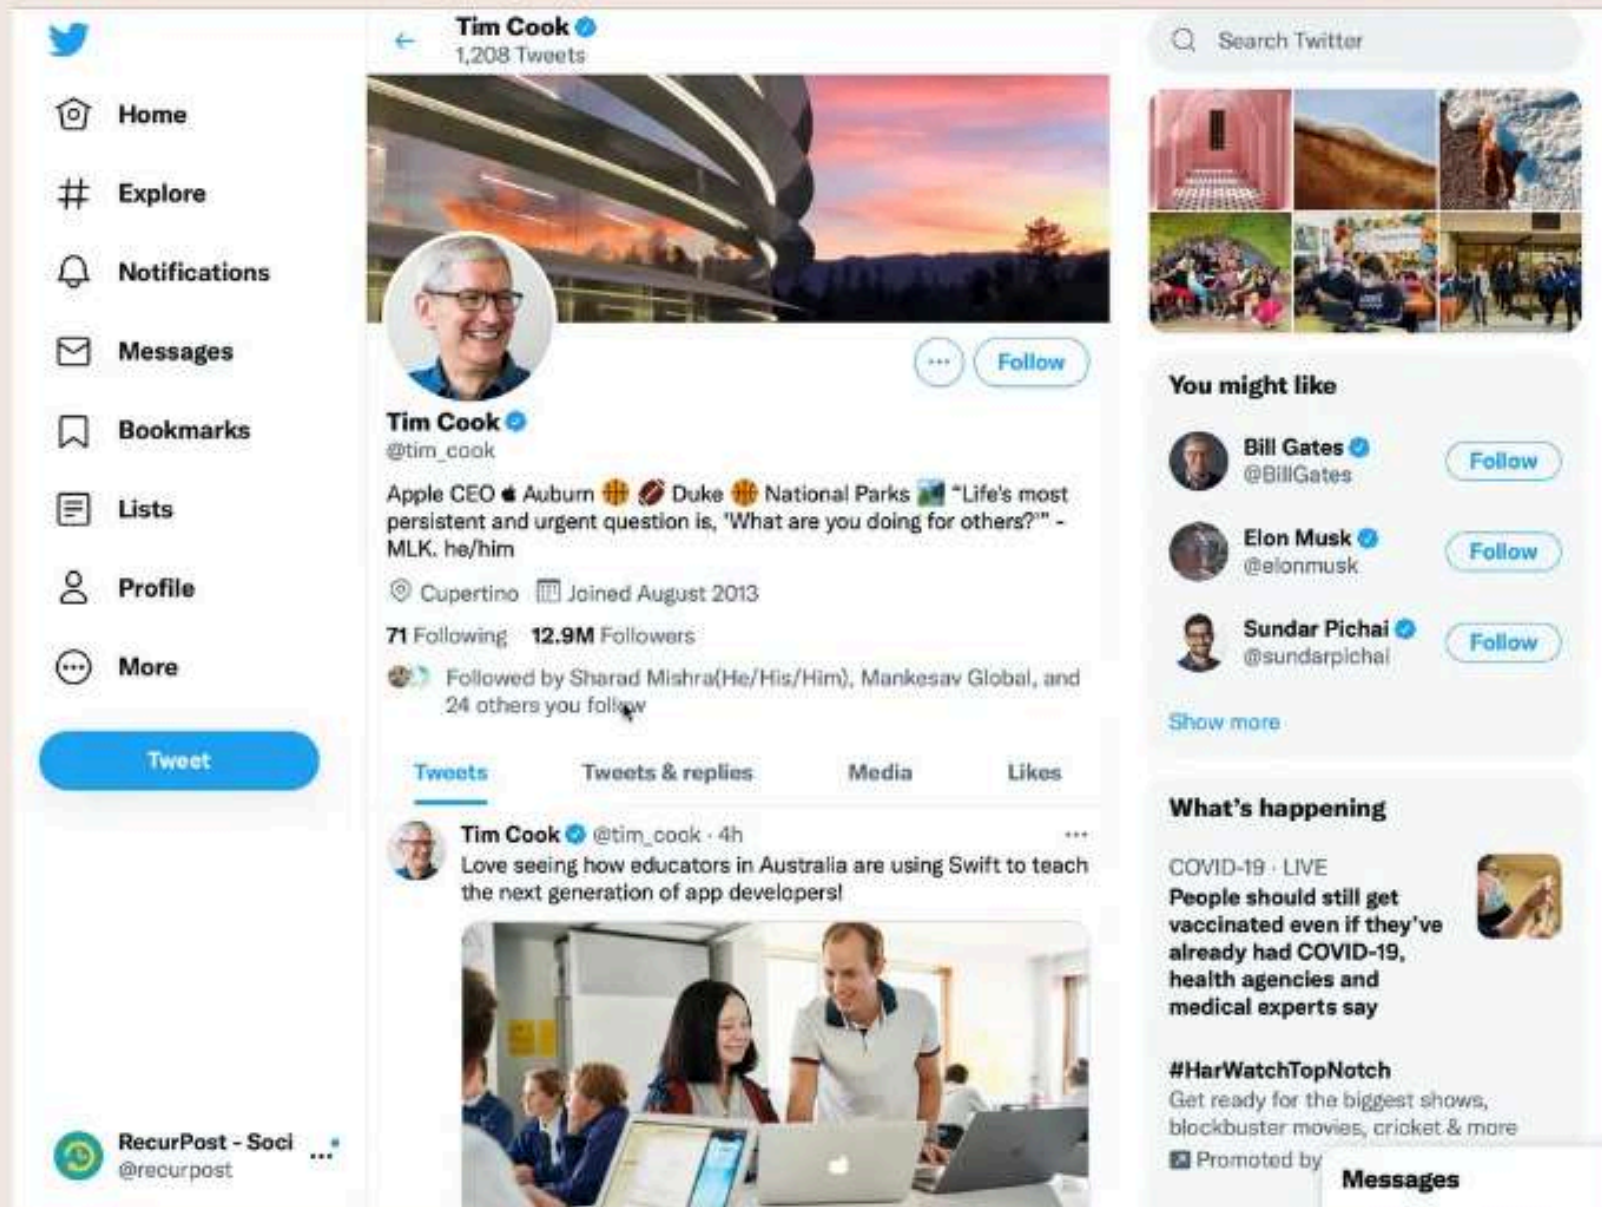 Tim Cook
1,208 Tweets
Search Twitter
Home
Explore
Notifications
Messages
Bookmarks
Lists
Profile
More
Tweet
RecurPost - Soci ...
@recurpost
Follow
Tim Cook
@tim_cook
Apple CEO Auburn 🏀 🏈 Duke 🏀 National Parks 🏞️ “Life's most
persistent and urgent question is, 'What are you doing for others?'” -
MLK. he/him
Cupertino Joined August 2013
71 Following 12.9M Followers
Followed by Sharad Mishra(He/His/Him), Mankesav Global, and
24 others you follow
Tweets Tweets & replies Media Likes
Tim Cook @tim_cook · 4h
Love seeing how educators in Australia are using Swift to teach
the next generation of app developers!
You might like
Bill Gates
@BillGates
Follow
Elon Musk
@elonmusk
Follow
Sundar Pichai
@sundarpichai
Follow
Show more
What's happening
COVID-19 · LIVE
People should still get
vaccinated even if they've
already had COVID-19,
health agencies and
medical experts say
#HarWatchTopNotch
Get ready for the biggest shows,
blockbuster movies, cricket & more
Promoted by
Messages